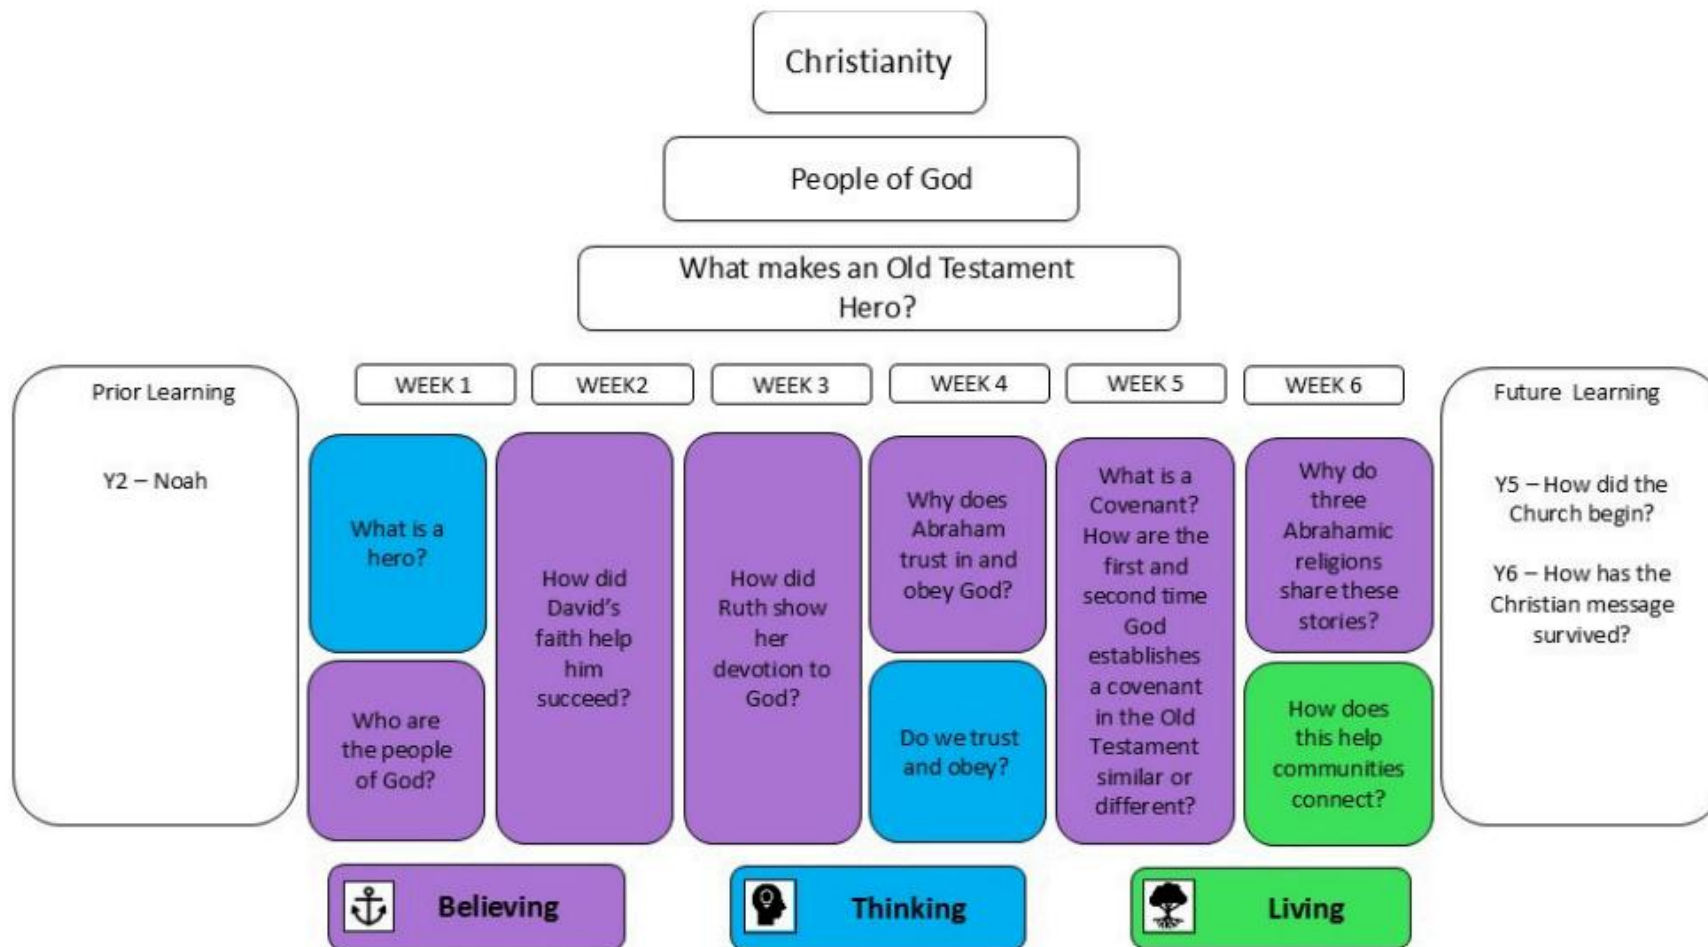 Christianity
People of God
What makes an Old Testament
Hero?
Prior Learning
Y2 – Noah
WEEK 1
WEEK2
WEEK 3
WEEK 4
WEEK 5
WEEK 6
What is a
hero?
Who are
the people
of God?
How did
David's
faith help
him
succeed?
How did
Ruth show
her
devotion to
God?
Why does
Abraham
trust in and
obey God?
Do we trust
and obey?
What is a
Covenant?
How are the
first and
second time
God
establishes
a covenant
in the Old
Testament
similar or
different?
Why do
three
Abrahamic
religions
share these
stories?
How does
this help
communities
connect?
Future Learning
Y5 – How did the
Church begin?
Y6 – How has the
Christian message
survived?
Believing
Thinking
Living